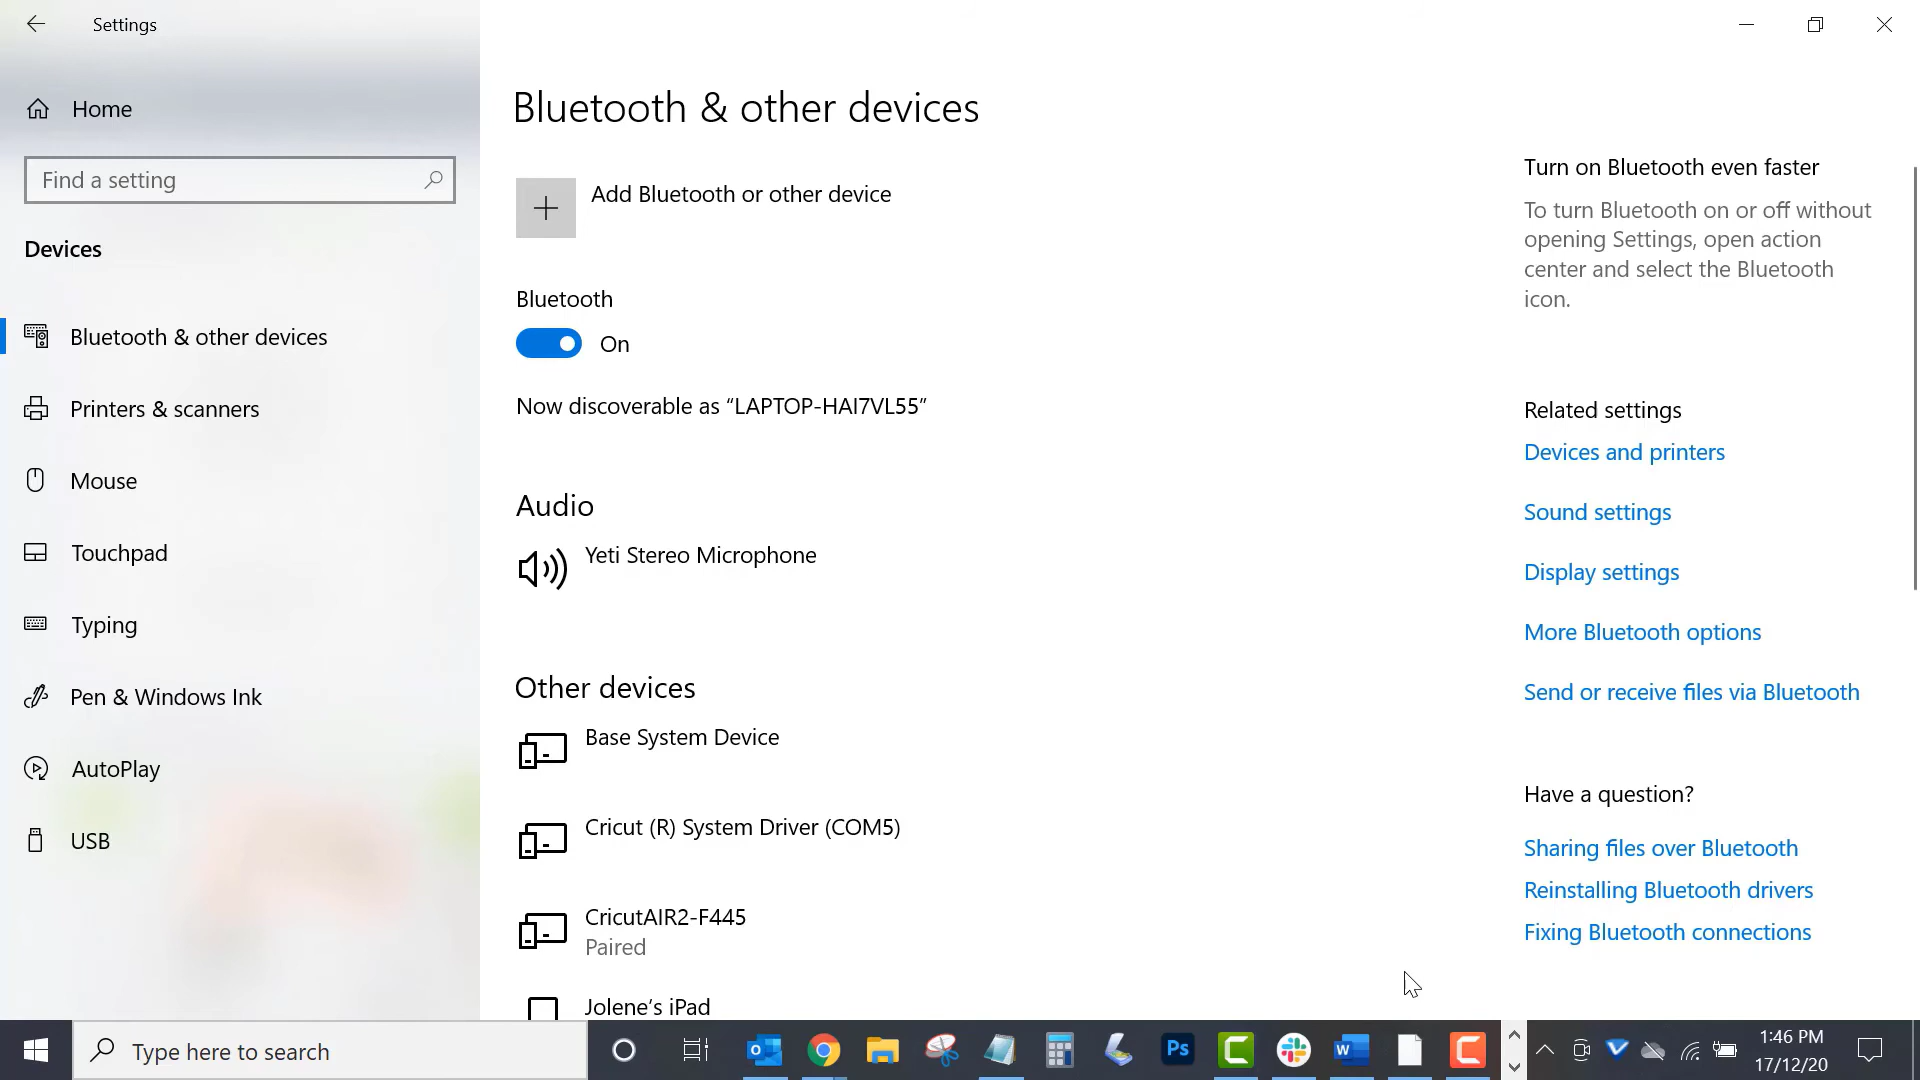 Settings
Home
Find a setting
Devices
Bluetooth & other devices
Printers & scanners
Mouse
Touchpad
Typing
Pen & Windows Ink
AutoPlay
USB
Bluetooth & other devices
Add Bluetooth or other device
Bluetooth
On
Now discoverable as “LAPTOP-HAI7VL55”
Audio
Yeti Stereo Microphone
Other devices
Base System Device
Cricut (R) System Driver (COM5)
CricutAIR2-F445
Paired
Jolene’s iPad
Turn on Bluetooth even faster
To turn Bluetooth on or off without
opening Settings, open action
center and select the Bluetooth
icon.
Related settings
Devices and printers
Sound settings
Display settings
More Bluetooth options
Send or receive files via Bluetooth
Have a question?
Sharing files over Bluetooth
Reinstalling Bluetooth drivers
Fixing Bluetooth connections
Type here to search
Ps
1:46 PM
17/12/20